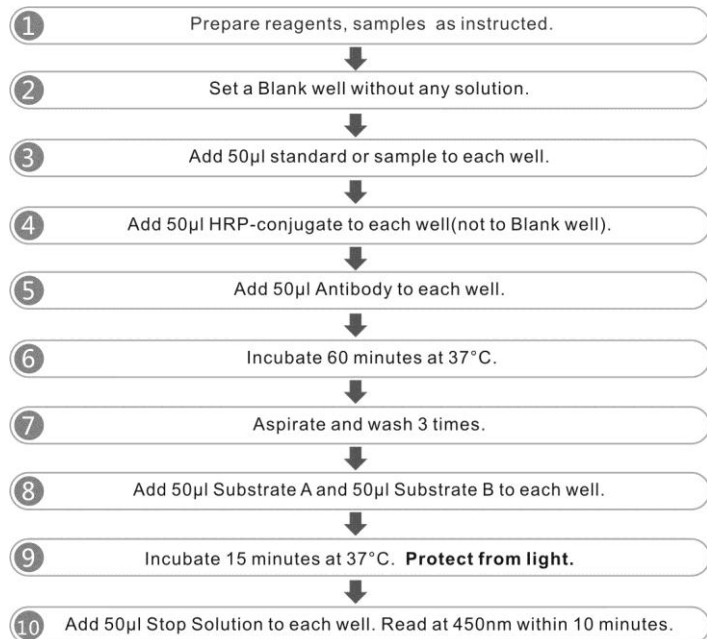 1 Prepare reagents, samples as instructed.
2 Set a Blank well without any solution.
3 Add 50µl standard or sample to each well.
4 Add 50µl HRP-conjugate to each well(not to Blank well).
5 Add 50µl Antibody to each well.
6 Incubate 60 minutes at 37°C.
7 Aspirate and wash 3 times.
8 Add 50µl Substrate A and 50µl Substrate B to each well.
9 Incubate 15 minutes at 37°C. Protect from light.
10 Add 50µl Stop Solution to each well. Read at 450nm within 10 minutes.